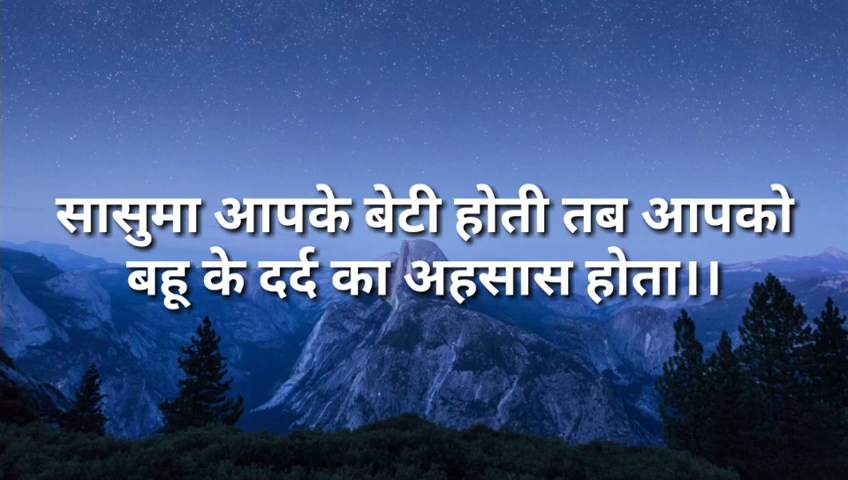 सासुमा आपके बेटी होती तब आपको
बहू के दर्द का अहसास होता।।